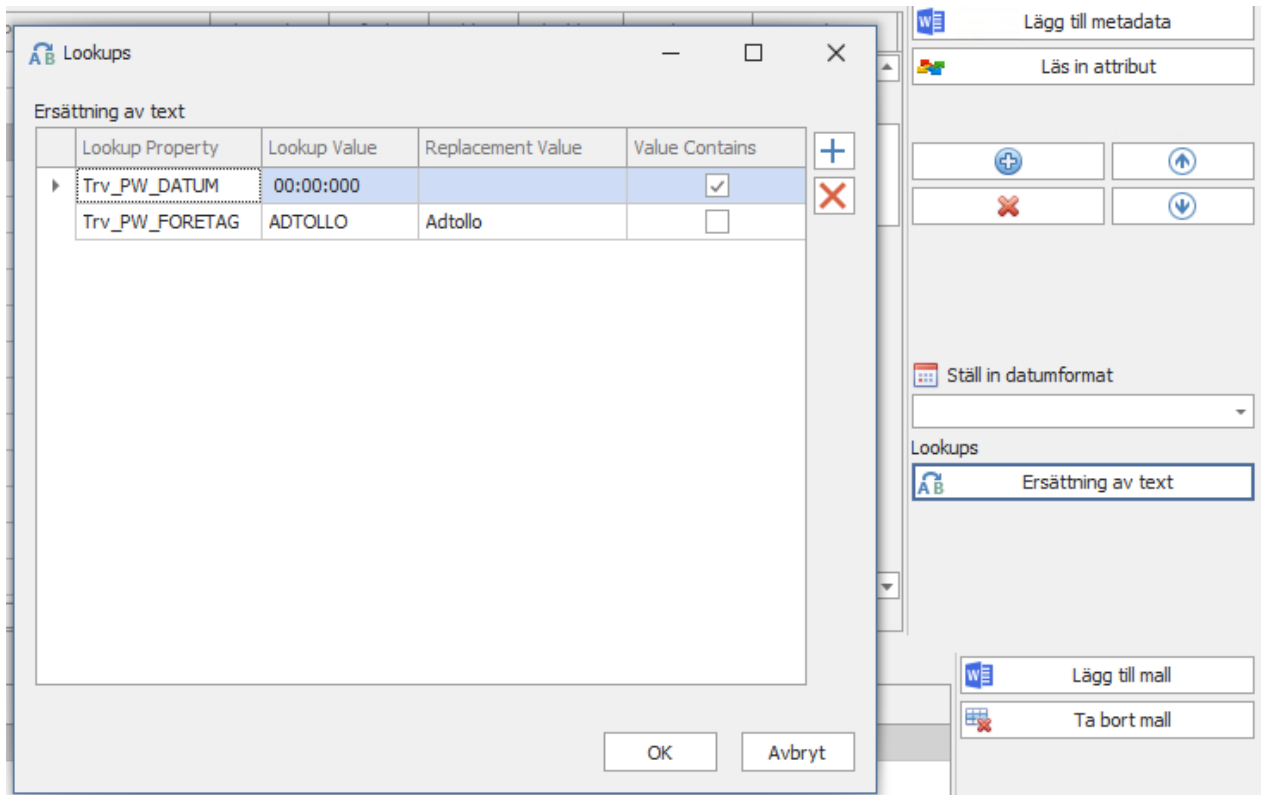 Lookups
Ersättning av text
Lookup Property Lookup Value Replacement Value Value Contains
Trv_PW_DATUM 00:00:000
Trv_PW_FORETAG ADTOLLO Adtollo
OK Avbryt
Lägg till metadata
Läs in attribut
Ställ in datumformat
Lookups
Ersättning av text
Lägg till mall
Ta bort mall